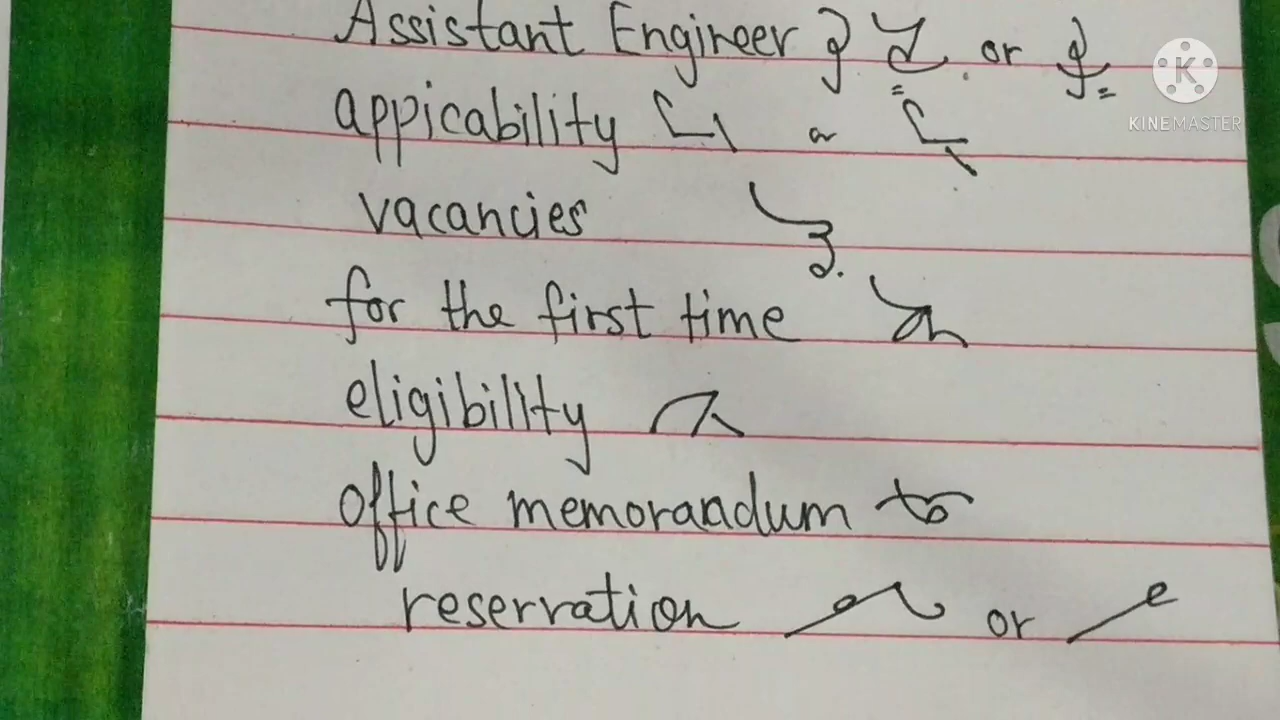 Assistant Engineer or
KINEMASTER
appicability or
vacancies
for the first time
eligibility
office memorandum
reservation or